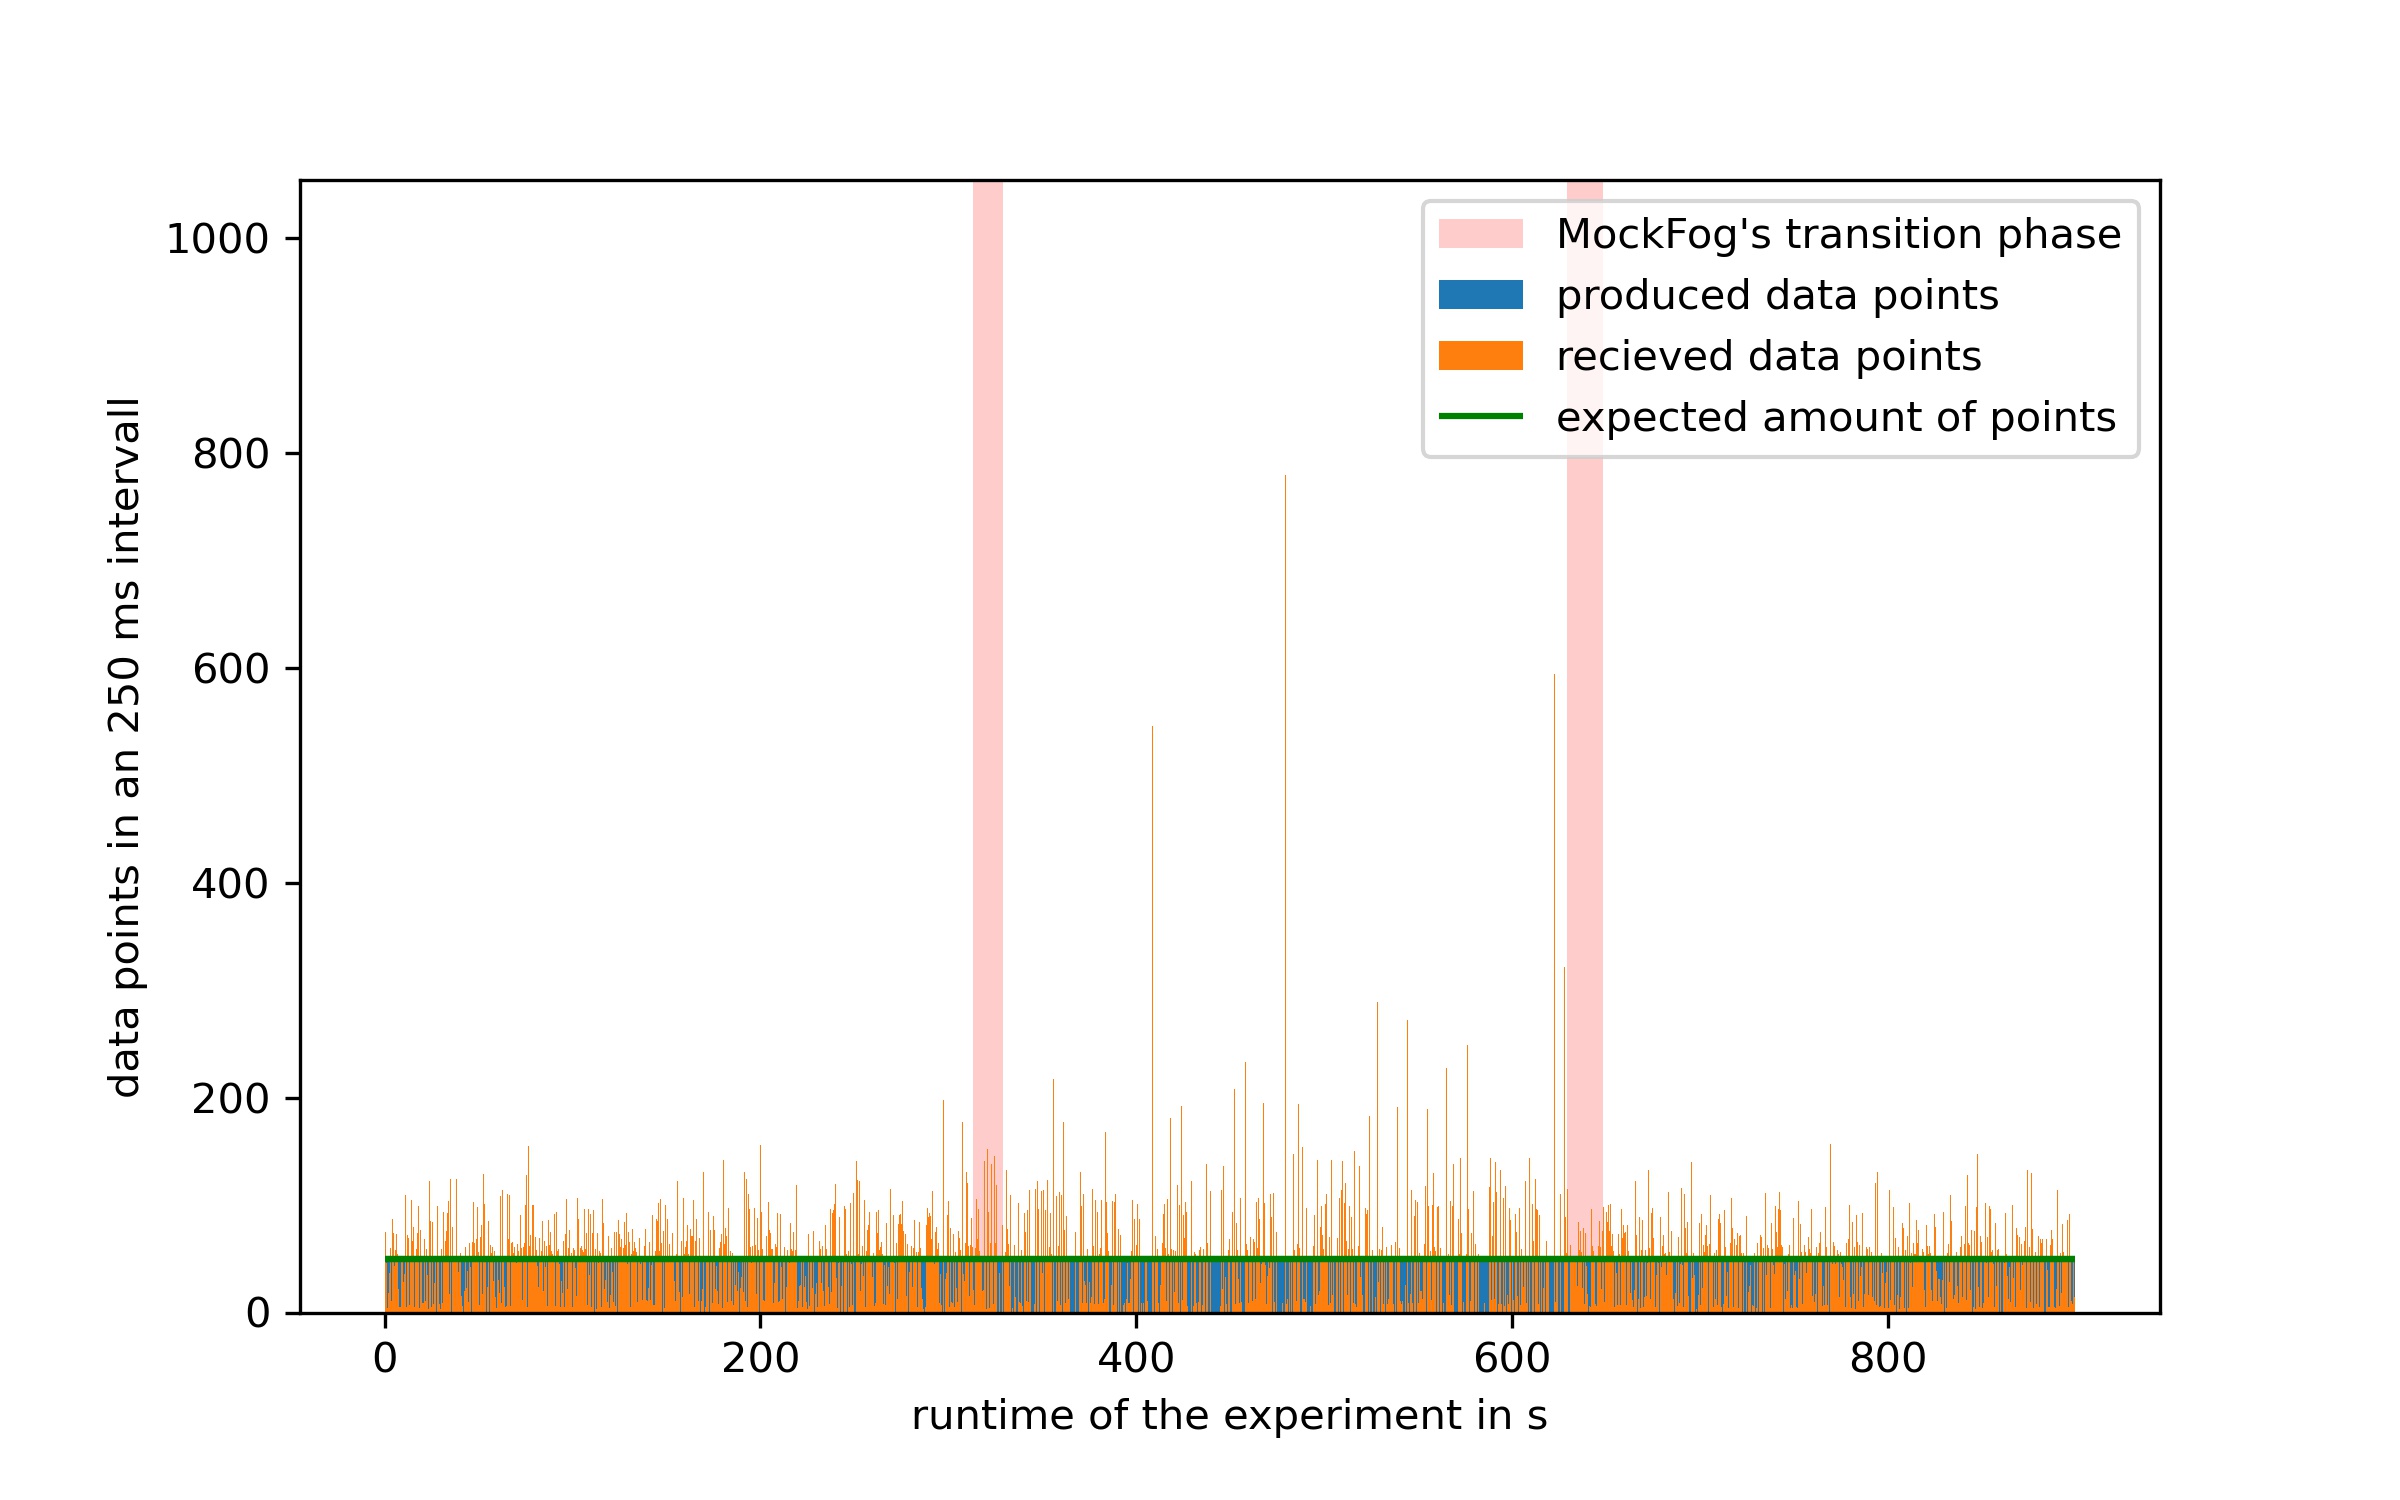 MockFog's transition phase
produced data points
recieved data points
expected amount of points
1000
800
600
400
200
0
data points in an 250 ms intervall
0 200 400 600 800
runtime of the experiment in s